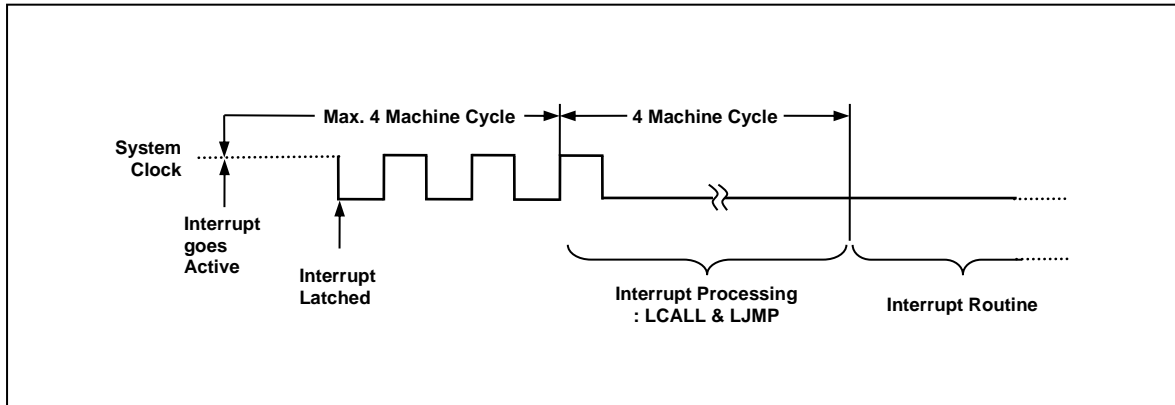 Max. 4 Machine Cycle
4 Machine Cycle
System
Clock
Interrupt
goes
Active
Interrupt
Latched
Interrupt Processing
: LCALL & LJMP
Interrupt Routine